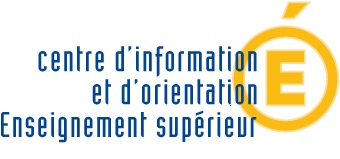 centre d'information
et d'orientation
Enseignement supérieur
É